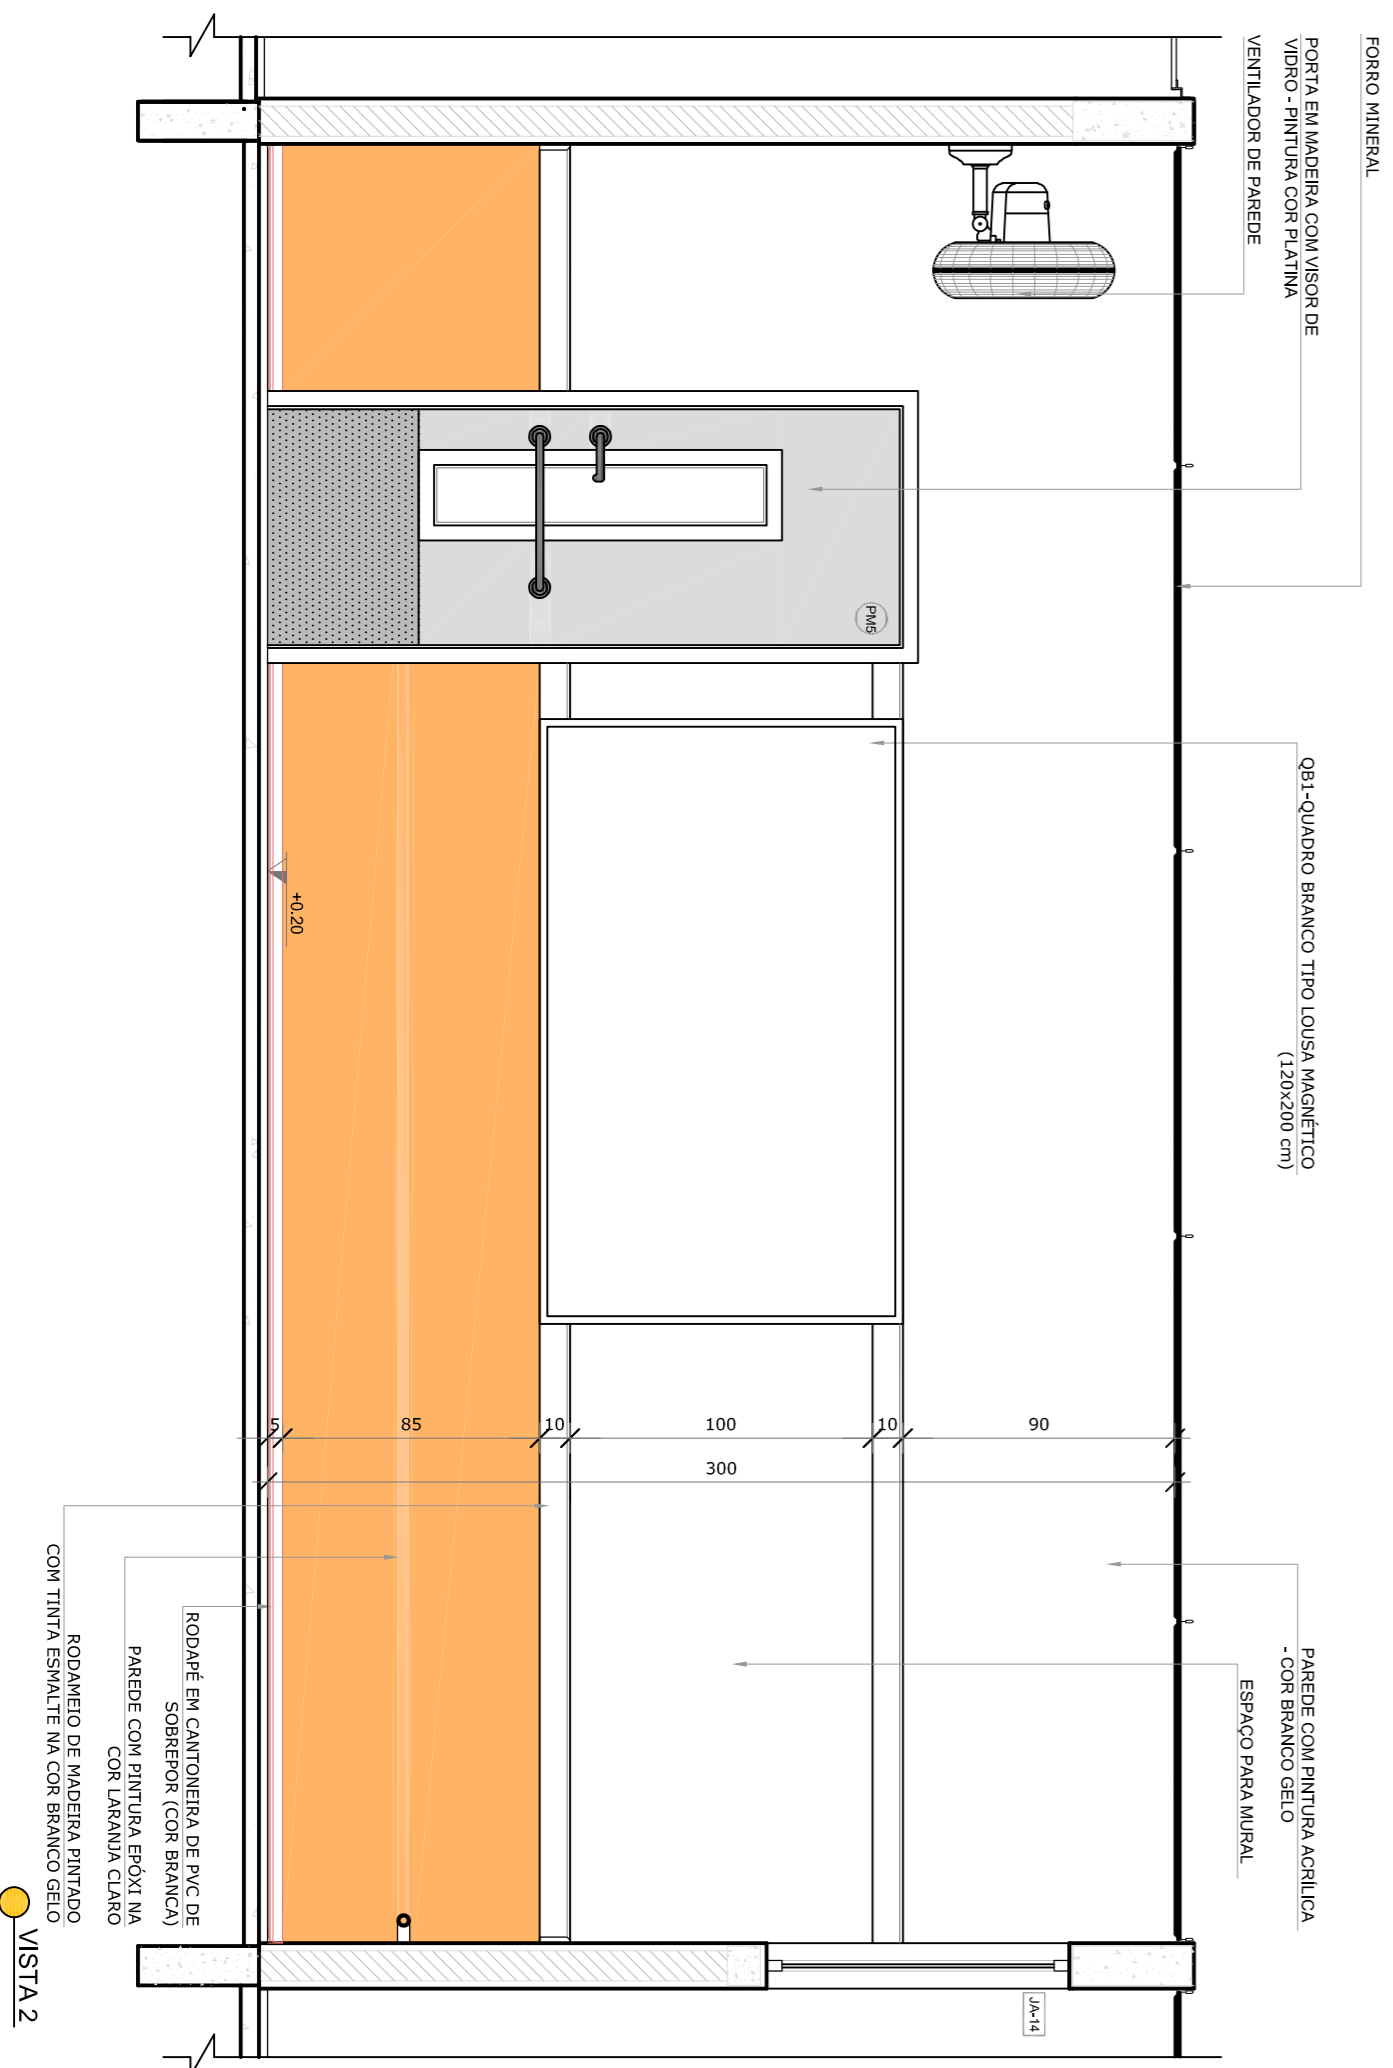 FORRO MINERAL
PORTA EM MADEIRA COM VISOR DE
VIDRO - PINTURA COR PLATINA
VENTILADOR DE PAREDE
QB1-QUADRO BRANCO TIPO LOUSA MAGNÉTICO
(120x200 cm)
PAREDE COM PINTURA ACRÍLICA
- COR BRANCO GELO
ESPAÇO PARA MURAL
PM5
JA-14
90
10
100
10
85
5
300
+0.20
RODAPÉ EM CANTONEIRA DE PVC DE
SOBREPOR (COR BRANCA)
PAREDE COM PINTURA EPÓXI NA
COR LARANJA CLARO
RODAMEIO DE MADEIRA PINTADO
COM TINTA ESMALTE NA COR BRANCO GELO
VISTA 2